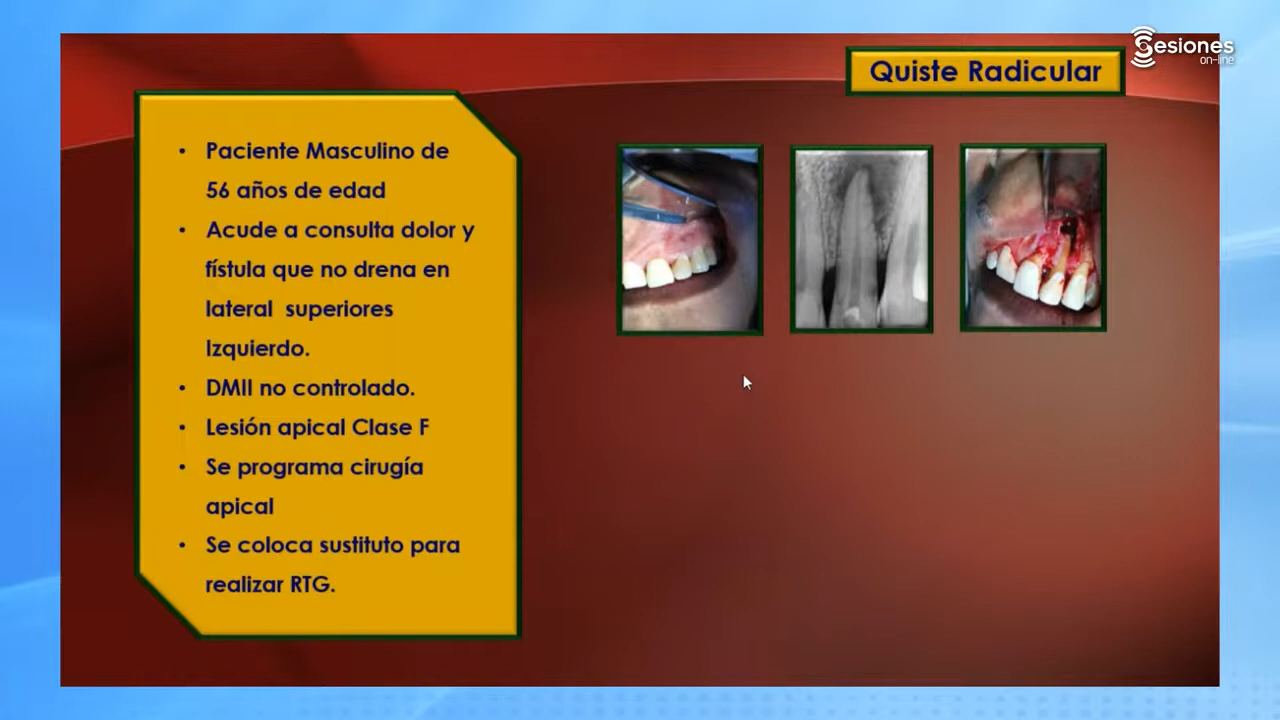 Sesiones
on-line
Quiste Radicular
• Paciente Masculino de
56 años de edad
• Acude a consulta dolor y
fístula que no drena en
lateral superiores
Izquierdo.
• DMII no controlado.
• Lesión apical Clase F
• Se programa cirugía
apical
• Se coloca sustituto para
realizar RTG.